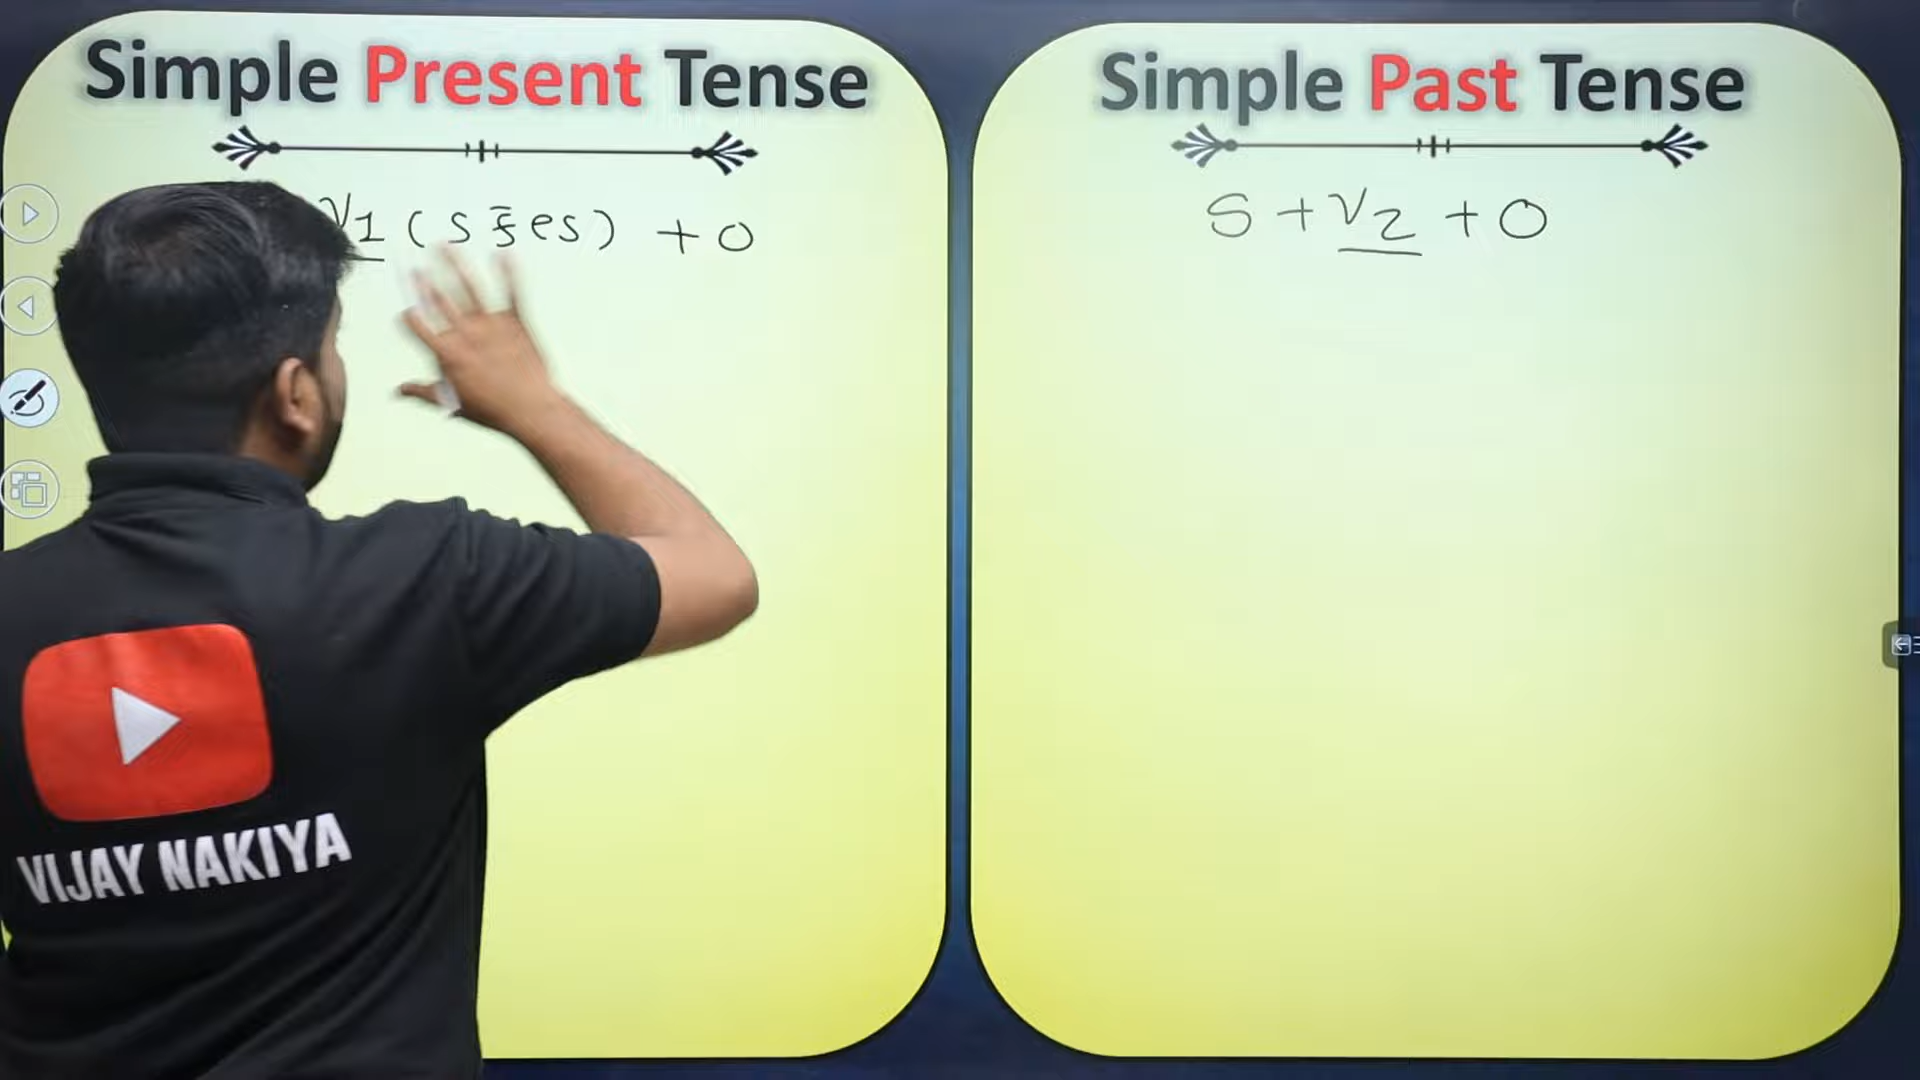 Simple Present Tense
V1 (s es) + O
Simple Past Tense
S + V2 + O
VIJAY NAKIYA